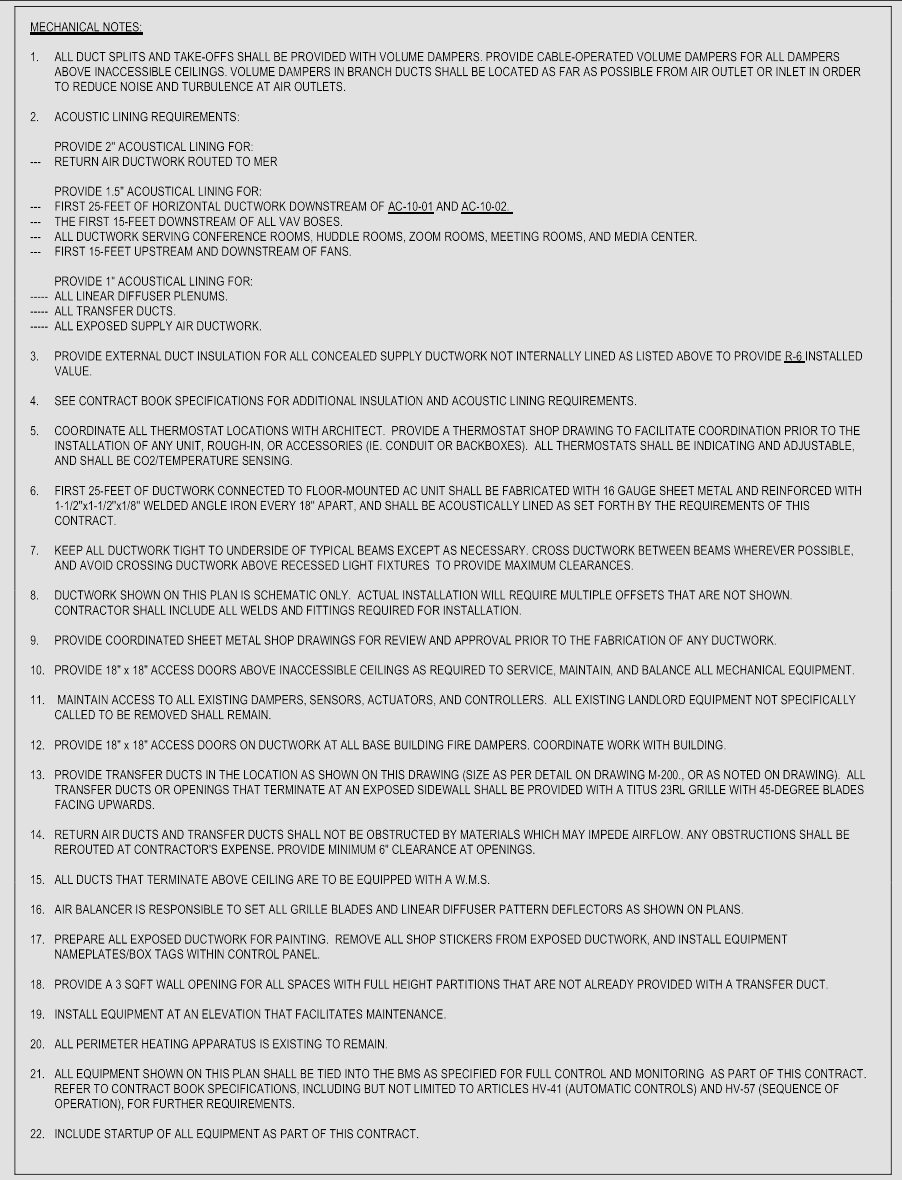 MECHANICAL NOTES:
1. ALL DUCT SPLITS AND TAKE-OFFS SHALL BE PROVIDED WITH VOLUME DAMPERS. PROVIDE CABLE-OPERATED VOLUME DAMPERS FOR ALL DAMPERS
ABOVE INACCESSIBLE CEILINGS. VOLUME DAMPERS IN BRANCH DUCTS SHALL BE LOCATED AS FAR AS POSSIBLE FROM AIR OUTLET OR INLET IN ORDER
TO REDUCE NOISE AND TURBULENCE AT AIR OUTLETS.
2. ACOUSTIC LINING REQUIREMENTS:
PROVIDE 2" ACOUSTICAL LINING FOR:
--- RETURN AIR DUCTWORK ROUTED TO MER
PROVIDE 1.5" ACOUSTICAL LINING FOR:
--- FIRST 25-FEET OF HORIZONTAL DUCTWORK DOWNSTREAM OF AC-10-01 AND AC-10-02.
--- THE FIRST 15-FEET DOWNSTREAM OF ALL VAV BOSES.
--- ALL DUCTWORK SERVING CONFERENCE ROOMS, HUDDLE ROOMS, ZOOM ROOMS, MEETING ROOMS, AND MEDIA CENTER.
--- FIRST 15-FEET UPSTREAM AND DOWNSTREAM OF FANS.
PROVIDE 1" ACOUSTICAL LINING FOR:
----- ALL LINEAR DIFFUSER PLENUMS.
----- ALL TRANSFER DUCTS.
----- ALL EXPOSED SUPPLY AIR DUCTWORK.
3. PROVIDE EXTERNAL DUCT INSULATION FOR ALL CONCEALED SUPPLY DUCTWORK NOT INTERNALLY LINED AS LISTED ABOVE TO PROVIDE R-6 INSTALLED
VALUE.
4. SEE CONTRACT BOOK SPECIFICATIONS FOR ADDITIONAL INSULATION AND ACOUSTIC LINING REQUIREMENTS.
5. COORDINATE ALL THERMOSTAT LOCATIONS WITH ARCHITECT. PROVIDE A THERMOSTAT SHOP DRAWING TO FACILITATE COORDINATION PRIOR TO THE
INSTALLATION OF ANY UNIT, ROUGH-IN, OR ACCESSORIES (IE. CONDUIT OR BACKBOXES). ALL THERMOSTATS SHALL BE INDICATING AND ADJUSTABLE,
AND SHALL BE CO2/TEMPERATURE SENSING.
6. FIRST 25-FEET OF DUCTWORK CONNECTED TO FLOOR-MOUNTED AC UNIT SHALL BE FABRICATED WITH 16 GAUGE SHEET METAL AND REINFORCED WITH
1-1/2"x1-1/2"x1/8" WELDED ANGLE IRON EVERY 18" APART, AND SHALL BE ACOUSTICALLY LINED AS SET FORTH BY THE REQUIREMENTS OF THIS
CONTRACT.
7. KEEP ALL DUCTWORK TIGHT TO UNDERSIDE OF TYPICAL BEAMS EXCEPT AS NECESSARY. CROSS DUCTWORK BETWEEN BEAMS WHEREVER POSSIBLE,
AND AVOID CROSSING DUCTWORK ABOVE RECESSED LIGHT FIXTURES TO PROVIDE MAXIMUM CLEARANCES.
8. DUCTWORK SHOWN ON THIS PLAN IS SCHEMATIC ONLY. ACTUAL INSTALLATION WILL REQUIRE MULTIPLE OFFSETS THAT ARE NOT SHOWN.
CONTRACTOR SHALL INCLUDE ALL WELDS AND FITTINGS REQUIRED FOR INSTALLATION.
9. PROVIDE COORDINATED SHEET METAL SHOP DRAWINGS FOR REVIEW AND APPROVAL PRIOR TO THE FABRICATION OF ANY DUCTWORK.
10. PROVIDE 18" x 18" ACCESS DOORS ABOVE INACCESSIBLE CEILINGS AS REQUIRED TO SERVICE, MAINTAIN, AND BALANCE ALL MECHANICAL EQUIPMENT.
11. MAINTAIN ACCESS TO ALL EXISTING DAMPERS, SENSORS, ACTUATORS, AND CONTROLLERS. ALL EXISTING LANDLORD EQUIPMENT NOT SPECIFICALLY
CALLED TO BE REMOVED SHALL REMAIN.
12. PROVIDE 18" x 18" ACCESS DOORS ON DUCTWORK AT ALL BASE BUILDING FIRE DAMPERS. COORDINATE WORK WITH BUILDING.
13. PROVIDE TRANSFER DUCTS IN THE LOCATION AS SHOWN ON THIS DRAWING (SIZE AS PER DETAIL ON DRAWING M-200., OR AS NOTED ON DRAWING). ALL
TRANSFER DUCTS OR OPENINGS THAT TERMINATE AT AN EXPOSED SIDEWALL SHALL BE PROVIDED WITH A TITUS 23RL GRILLE WITH 45-DEGREE BLADES
FACING UPWARDS.
14. RETURN AIR DUCTS AND TRANSFER DUCTS SHALL NOT BE OBSTRUCTED BY MATERIALS WHICH MAY IMPEDE AIRFLOW. ANY OBSTRUCTIONS SHALL BE
REROUTED AT CONTRACTOR'S EXPENSE. PROVIDE MINIMUM 6" CLEARANCE AT OPENINGS.
15. ALL DUCTS THAT TERMINATE ABOVE CEILING ARE TO BE EQUIPPED WITH A W.M.S.
16. AIR BALANCER IS RESPONSIBLE TO SET ALL GRILLE BLADES AND LINEAR DIFFUSER PATTERN DEFLECTORS AS SHOWN ON PLANS.
17. PREPARE ALL EXPOSED DUCTWORK FOR PAINTING. REMOVE ALL SHOP STICKERS FROM EXPOSED DUCTWORK, AND INSTALL EQUIPMENT
NAMEPLATES/BOX TAGS WITHIN CONTROL PANEL.
18. PROVIDE A 3 SQFT WALL OPENING FOR ALL SPACES WITH FULL HEIGHT PARTITIONS THAT ARE NOT ALREADY PROVIDED WITH A TRANSFER DUCT.
19. INSTALL EQUIPMENT AT AN ELEVATION THAT FACILITATES MAINTENANCE.
20. ALL PERIMETER HEATING APPARATUS IS EXISTING TO REMAIN.
21. ALL EQUIPMENT SHOWN ON THIS PLAN SHALL BE TIED INTO THE BMS AS SPECIFIED FOR FULL CONTROL AND MONITORING AS PART OF THIS CONTRACT.
REFER TO CONTRACT BOOK SPECIFICATIONS, INCLUDING BUT NOT LIMITED TO ARTICLES HV-41 (AUTOMATIC CONTROLS) AND HV-57 (SEQUENCE OF
OPERATION), FOR FURTHER REQUIREMENTS.
22. INCLUDE STARTUP OF ALL EQUIPMENT AS PART OF THIS CONTRACT.